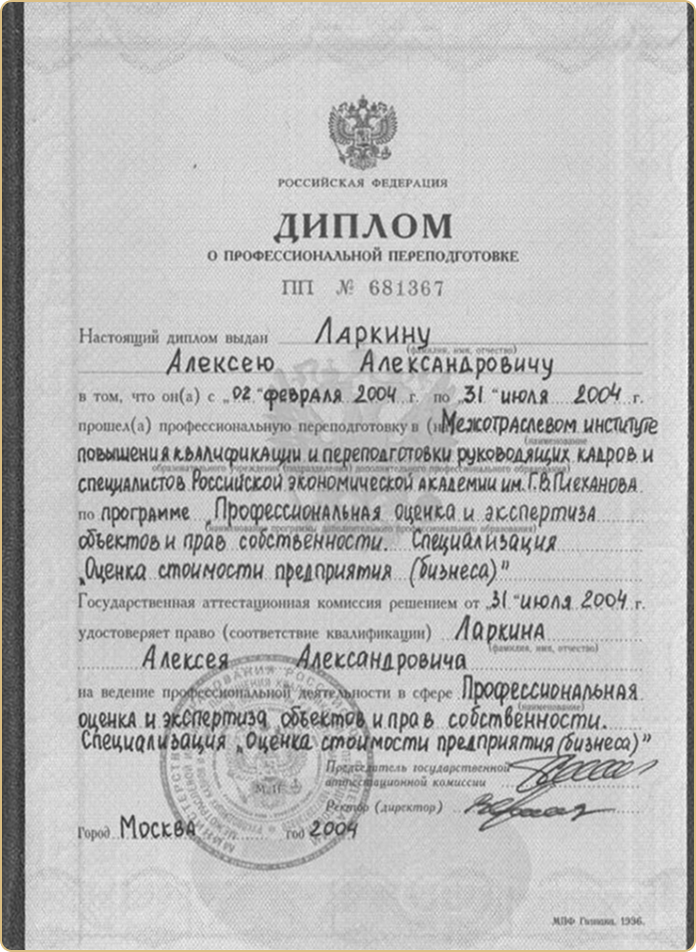 РОССИЙСКАЯ ФЕДЕРАЦИЯ
ДИПЛОМ
О ПРОФЕССИОНАЛЬНОЙ ПЕРЕПОДГОТОВКЕ
ПП № 681367
Настоящий диплом выдан Ларкину
(фамилия, имя, отчество)
Алексею Александровичу
в том, что он(а) с „02 “ февраля 2004 г. по „31 “ июля 2004 г.
прошел(а) профессиональную переподготовку в (н Межотраслевом институте
(наименование
повышения квалификации и переподготовки руководящих кадров и
образовательного учреждения (подразделения) дополнительного профессионального образования)
специалистов Российской экономической академии им. Г.В. Плеханова
по программе „Профессиональная оценка и экспертиза
(наименование программы дополнительного профессионального образования)
объектов и прав собственности. Специализация
„Оценка стоимости предприятия (бизнеса)"
Государственная аттестационная комиссия решением от „31 “ июля 2004 г.
удостоверяет право (соответствие квалификации) Ларкина
(фамилия, имя, отчество)
Алексея Александровича
на ведение профессиональной деятельности в сфере Профессиональная
(наименование)
оценка и экспертиза объектов и прав собственности.
Специализация „Оценка стоимости предприятия (бизнеса)"
Председатель государственной
аттестационной комиссии
М.П.
Ректор (директор)
Город Москва год 2004
МПФ Гознака. 1996.